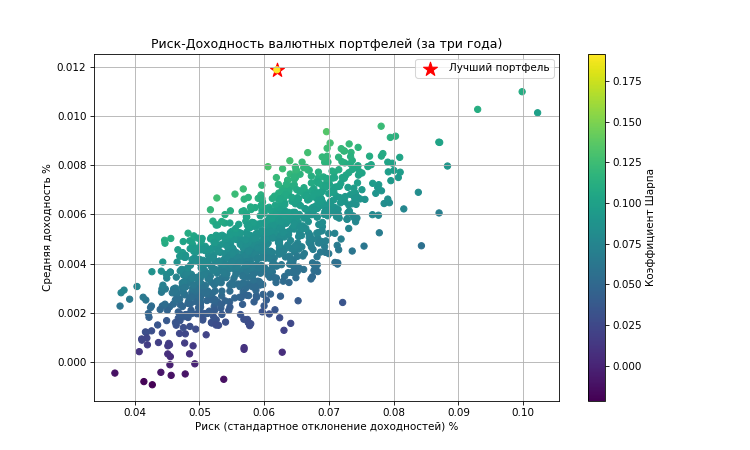 Риск-Доходность валютных портфелей (за три года)
Лучший портфель
Средняя доходность %
0.012
0.010
0.008
0.006
0.004
0.002
0.000
0.04 0.05 0.06 0.07 0.08 0.09 0.10
Риск (стандартное отклонение доходностей) %
0.175
0.150
0.125
0.100
0.075
0.050
0.025
0.000
Коэффициент Шарпа